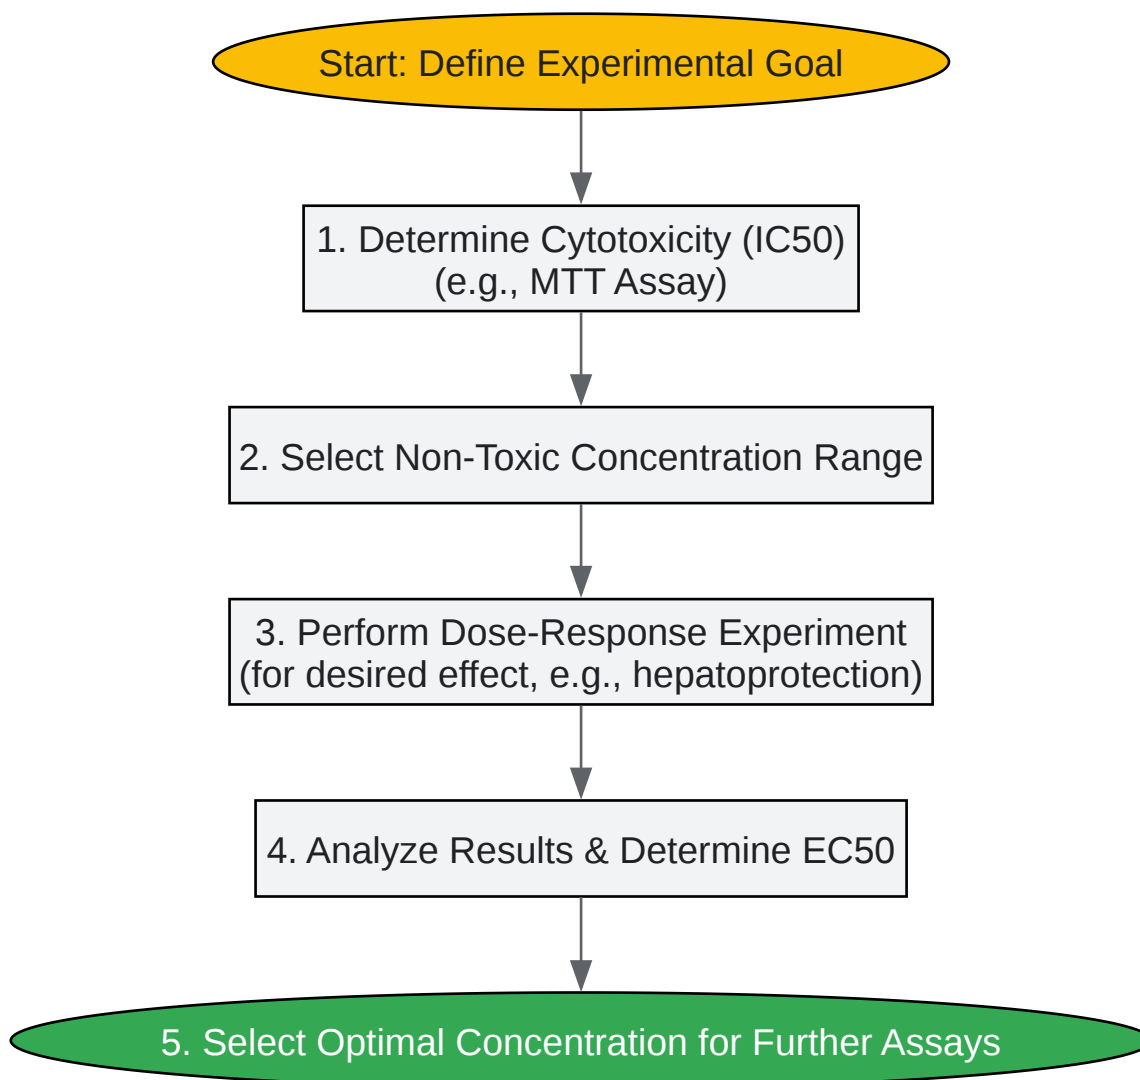 Start: Define Experimental Goal
1. Determine Cytotoxicity (IC50)
(e.g., MTT Assay)
2. Select Non-Toxic Concentration Range
3. Perform Dose-Response Experiment
(for desired effect, e.g., hepatoprotection)
4. Analyze Results & Determine EC50
5. Select Optimal Concentration for Further Assays